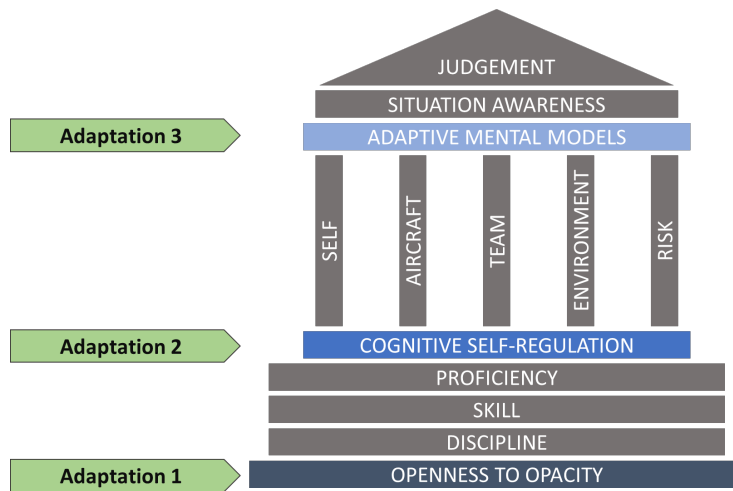 JUDGEMENT
SITUATION AWARENESS
Adaptation 3
ADAPTIVE MENTAL MODELS
SELF
AIRCRAFT
TEAM
ENVIRONMENT
RISK
Adaptation 2
COGNITIVE SELF-REGULATION
PROFICIENCY
SKILL
DISCIPLINE
Adaptation 1
OPENNESS TO OPACITY